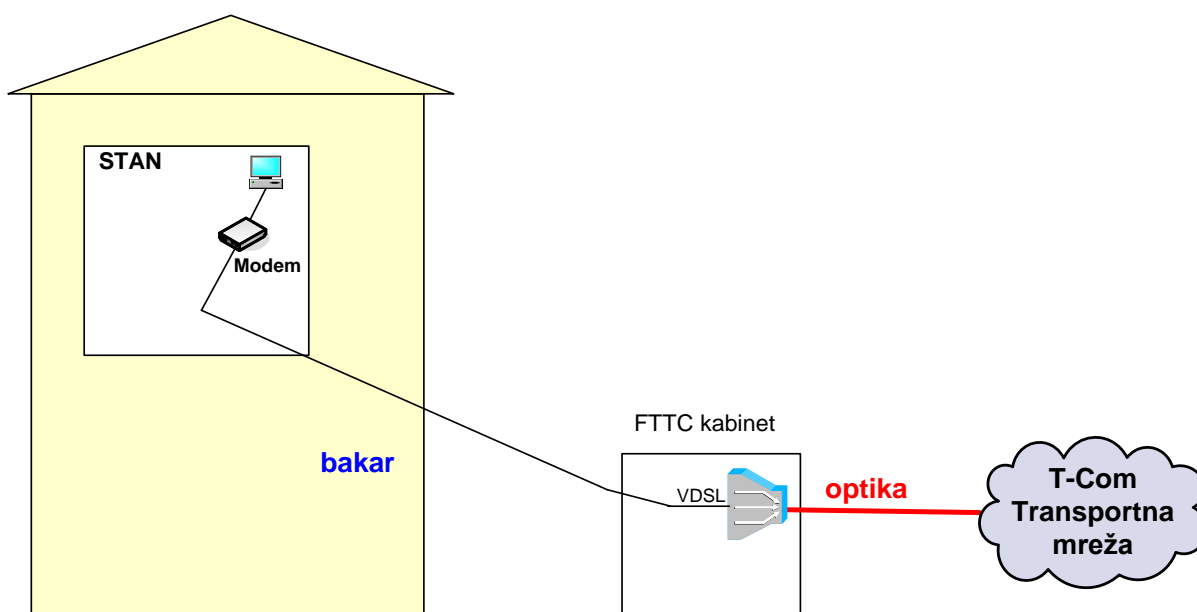 STAN
Modem
bakar
FTTC kabinet
VDSL
optika
T-Com
Transportna
mreža